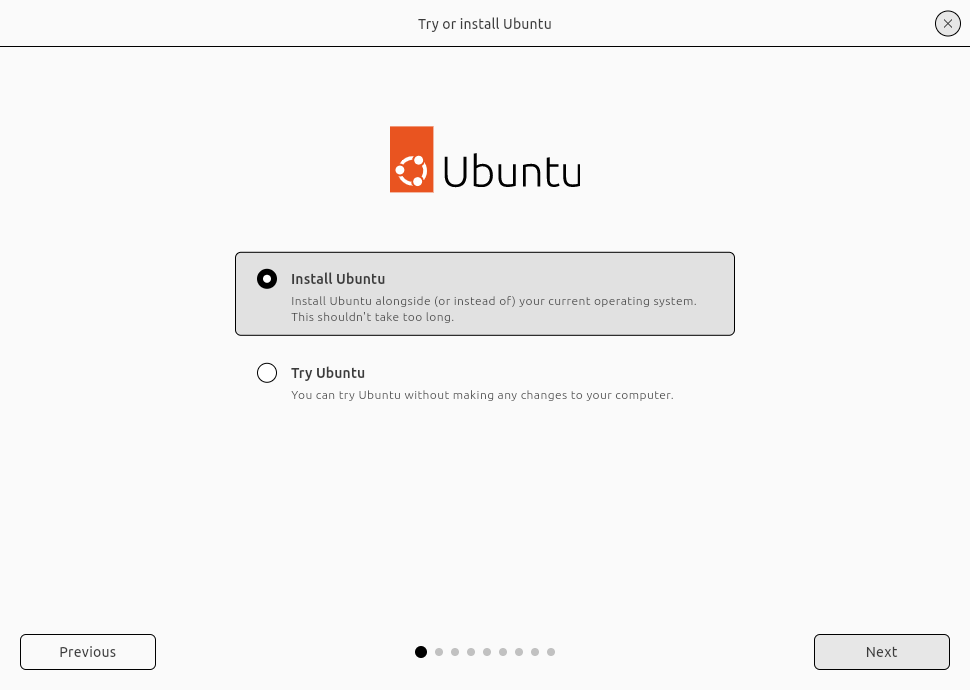 Try or install Ubuntu
Ubuntu
Install Ubuntu
Install Ubuntu alongside (or instead of) your current operating system.
This shouldn't take too long.
Try Ubuntu
You can try Ubuntu without making any changes to your computer.
Previous
Next